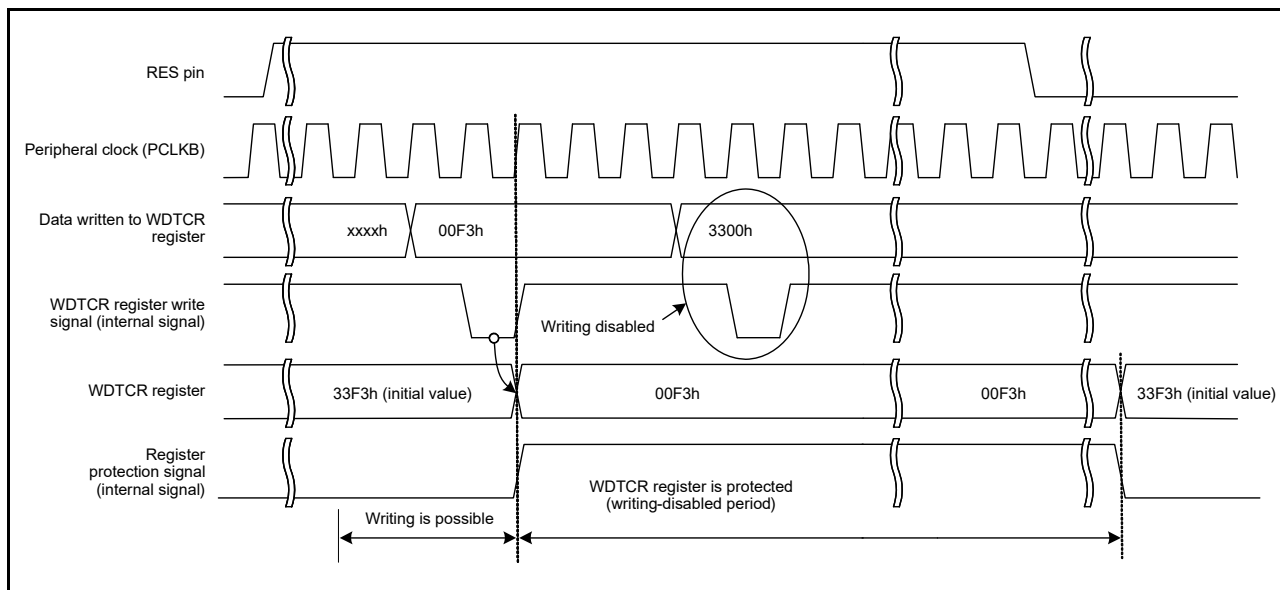 RES pin
Peripheral clock (PCLKB)
Data written to WDTCR
register
xxxxh
00F3h
3300h
WDTCR register write
signal (internal signal)
Writing disabled
WDTCR register
33F3h (initial value)
00F3h
00F3h
33F3h (initial value)
Register
protection signal
(internal signal)
WDTCR register is protected
(writing-disabled period)
Writing is possible